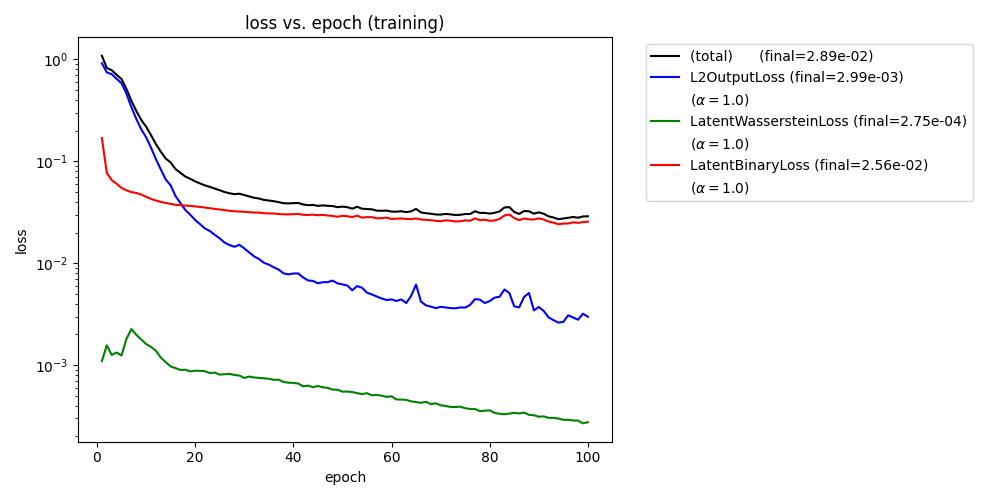 loss vs. epoch (training)
10⁰
10⁻¹
10⁻²
10⁻³
loss
0 20 40 60 80 100
epoch
(total) (final=2.89e-02)
L2OutputLoss (final=2.99e-03)
(α = 1.0)
LatentWassersteinLoss (final=2.75e-04)
(α = 1.0)
LatentBinaryLoss (final=2.56e-02)
(α = 1.0)